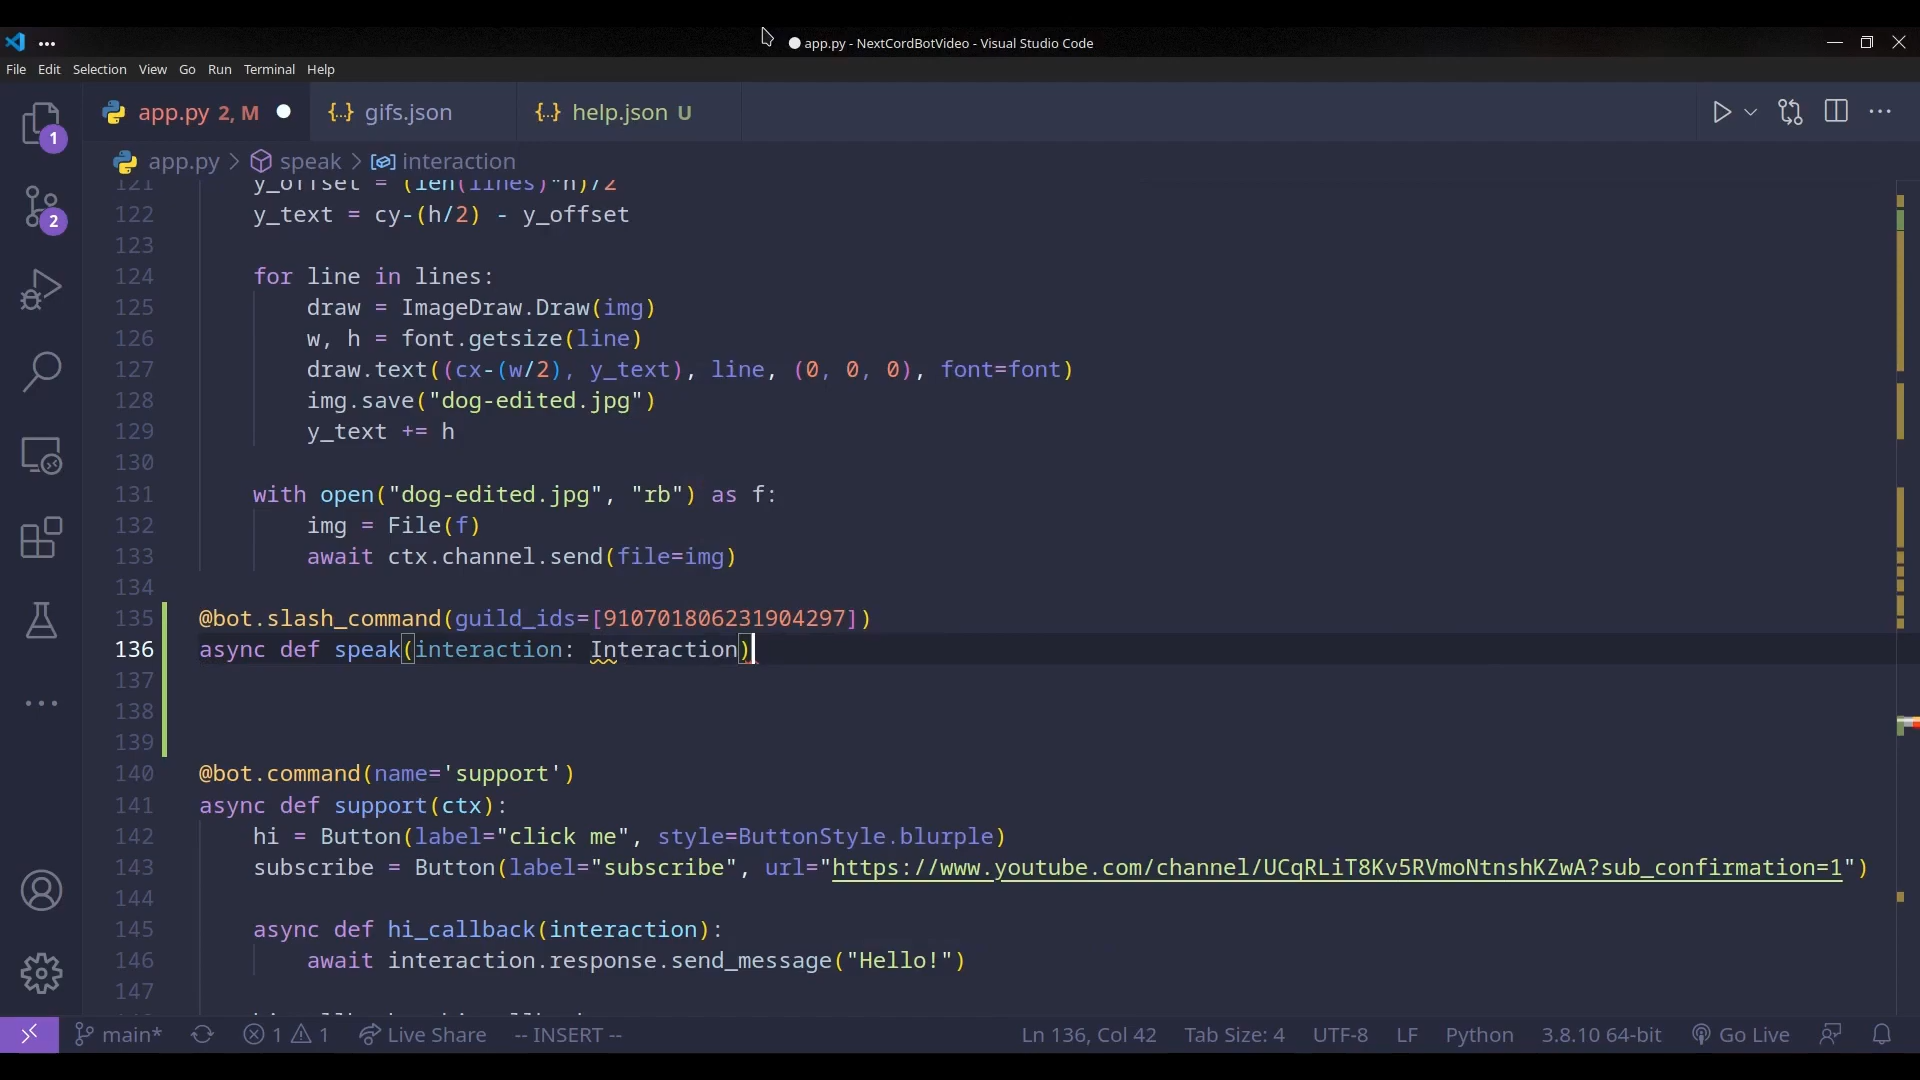 app.py - NextCordBotVideo - Visual Studio Code
File Edit Selection View Go Run Terminal Help
app.py 2, M
gifs.json
help.json U
1
app.py > speak > interaction
121 y_offset = (len(lines)*h)/2
122 y_text = cy-(h/2) - y_offset
2
123
124 for line in lines:
125 draw = ImageDraw.Draw(img)
126 w, h = font.getsize(line)
127 draw.text((cx-(w/2), y_text), line, (0, 0, 0), font=font)
128 img.save("dog-edited.jpg")
129 y_text += h
130
131 with open("dog-edited.jpg", "rb") as f:
132 img = File(f)
133 await ctx.channel.send(file=img)
134
135 @bot.slash_command(guild_ids=[910701806231904297])
136 async def speak(interaction: Interaction)
137
138
139
140 @bot.command(name='support')
141 async def support(ctx):
142 hi = Button(label="click me", style=ButtonStyle.blurple)
143 subscribe = Button(label="subscribe", url="https://www.youtube.com/channel/UCqRLiT8Kv5RVmoNtnshKZwA?sub_confirmation=1")
144
145 async def hi_callback(interaction):
146 await interaction.response.send_message("Hello!")
147
main* 1 1 Live Share -- INSERT -- Ln 136, Col 42 Tab Size: 4 UTF-8 LF Python 3.8.10 64-bit Go Live